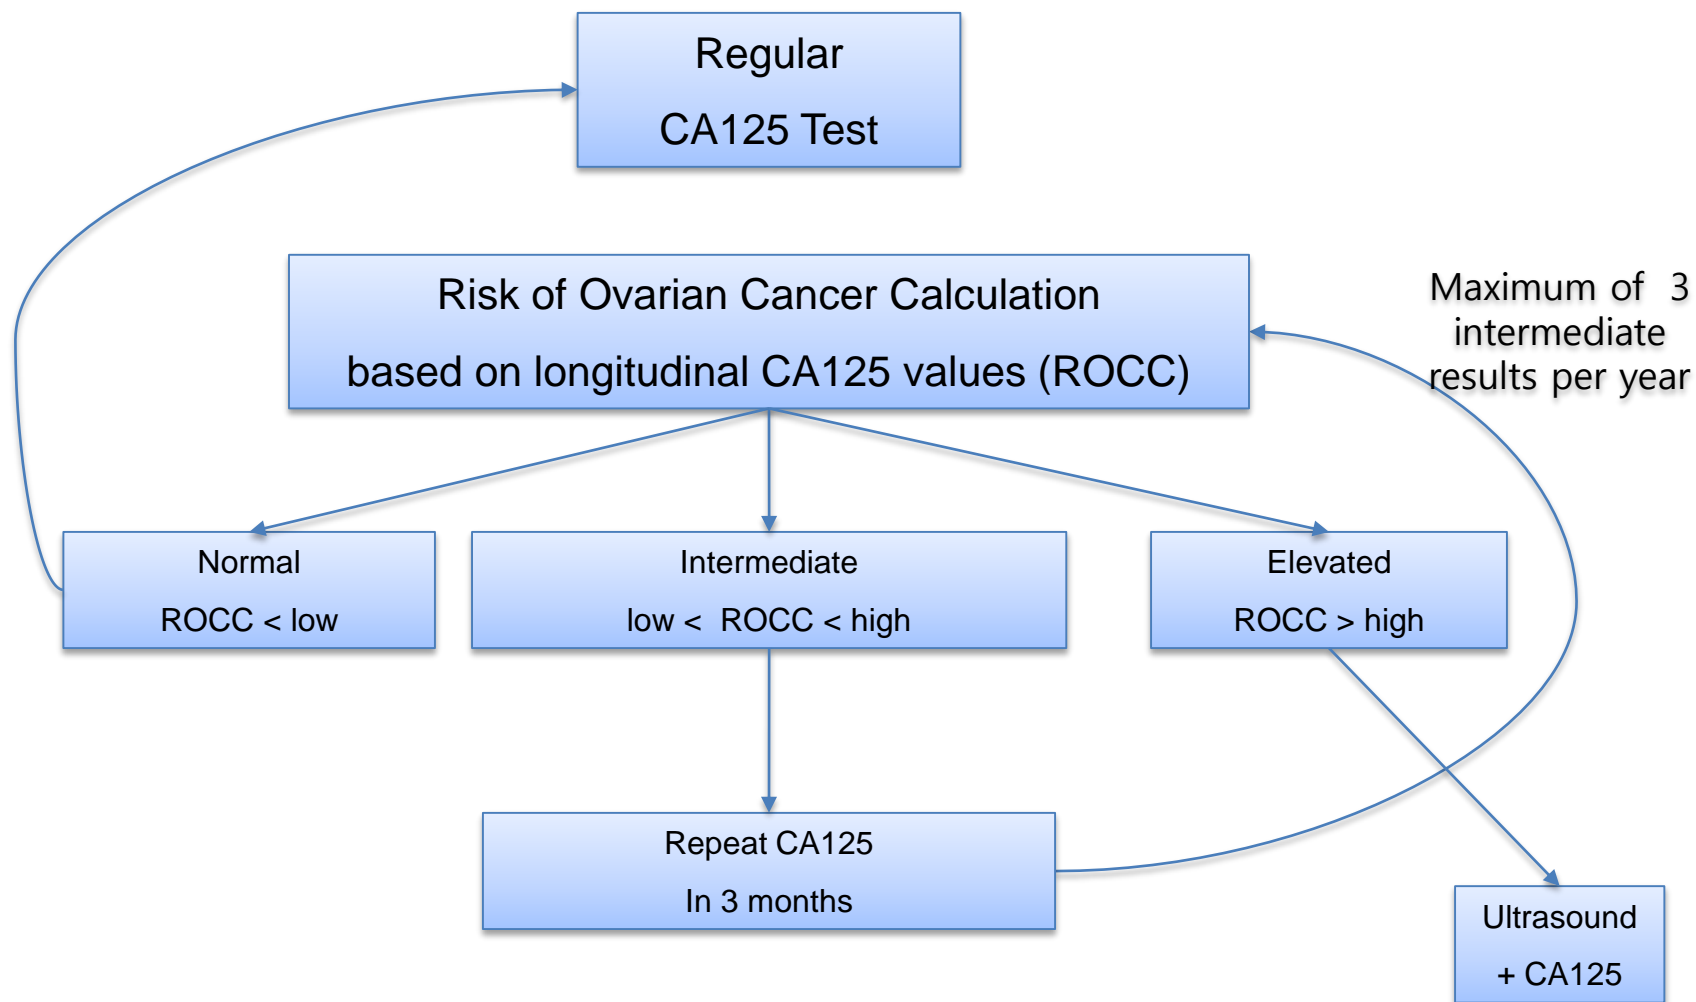 Regular
CA125 Test
Risk of Ovarian Cancer Calculation
based on longitudinal CA125 values (ROCC)
Maximum of 3
intermediate
results per year
Normal
ROCC < low
Intermediate
low < ROCC < high
Elevated
ROCC > high
Repeat CA125
In 3 months
Ultrasound
+ CA125